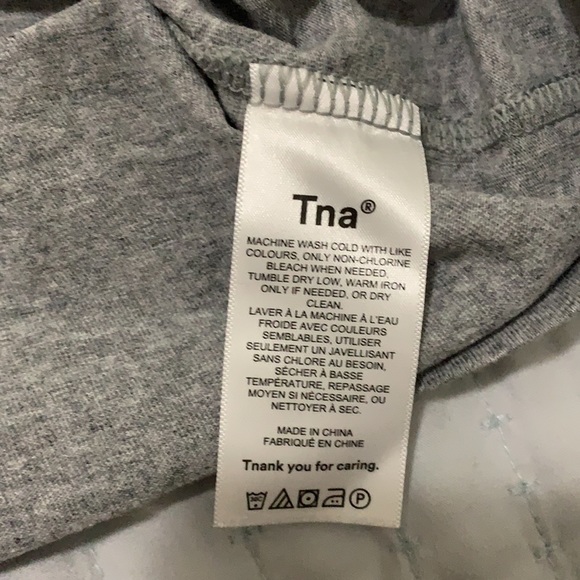 Tna®
MACHINE WASH COLD WITH LIKE
COLOURS, ONLY NON-CHLORINE
BLEACH WHEN NEEDED,
TUMBLE DRY LOW, WARM IRON
ONLY IF NEEDED, OR DRY
CLEAN.
LAVER À LA MACHINE À L'EAU
FROIDE AVEC COULEURS
SEMBLABLES, UTILISER
SEULEMENT UN JAVELLISANT
SANS CHLORE AU BESOIN,
SÉCHER À BASSE
TEMPÉRATURE, REPASSAGE
MOYEN SI NÉCESSAIRE, OU
NETTOYER À SEC.
MADE IN CHINA
FABRIQUÉ EN CHINE
Tnank you for caring.
P